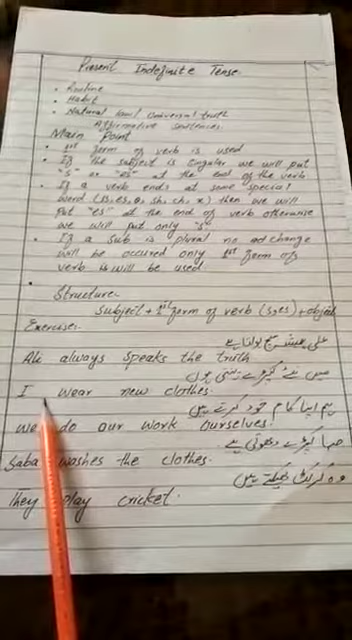 Present Indefinite Tense
• Routine
• Habit
• Natural law/ Universal truth
Affirmative Sentences.
Main Point
• 1st form of verb is used
• If the subject is singular we will put
"s" or "es" at the end of the verb
• If a verb ends at some special
word (s, es, o, sh, ch, x) then we will
put "es" at the end of verb otherwise
we will put only "s"
• If a sub is plural no change
will be occured only 1st form of
verb will be used
Structure
Subject + 1st form of verb (s, es) + object
Exercise
علی ہمیشہ سچ بولتا ہے
Ali always speaks the truth
میں نئے کپڑے پہنتی ہوں
I wear new clothes.
ہم اپنا کام خود کرتے ہیں
We do our work ourselves.
صبا کپڑے دھوتی ہے
Saba washes the clothes.
وہ کرکٹ کھیلتے ہیں
They play cricket.